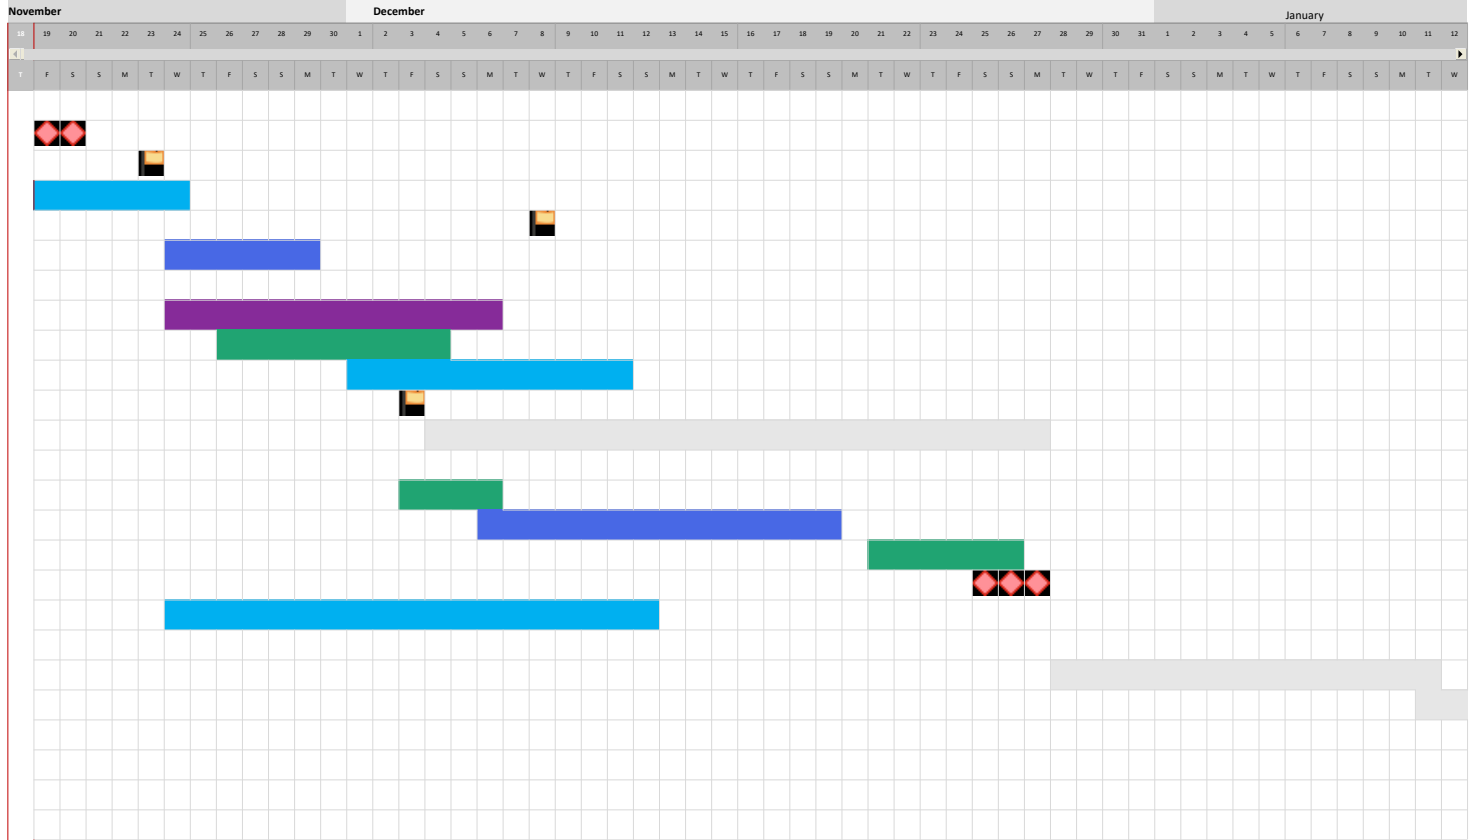 November December January
18 19 20 21 22 23 24 25 26 27 28 29 30 1 2 3 4 5 6 7 8 9 10 11 12 13 14 15 16 17 18 19 20 21 22 23 24 25 26 27 28 29 30 31 1 2 3 4 5 6 7 8 9 10 11 12
T F S S M T W T F S S M T W T F S S M T W T F S S M T W T F S S M T W T F S S M T W T F S S M T W T F S S M T W